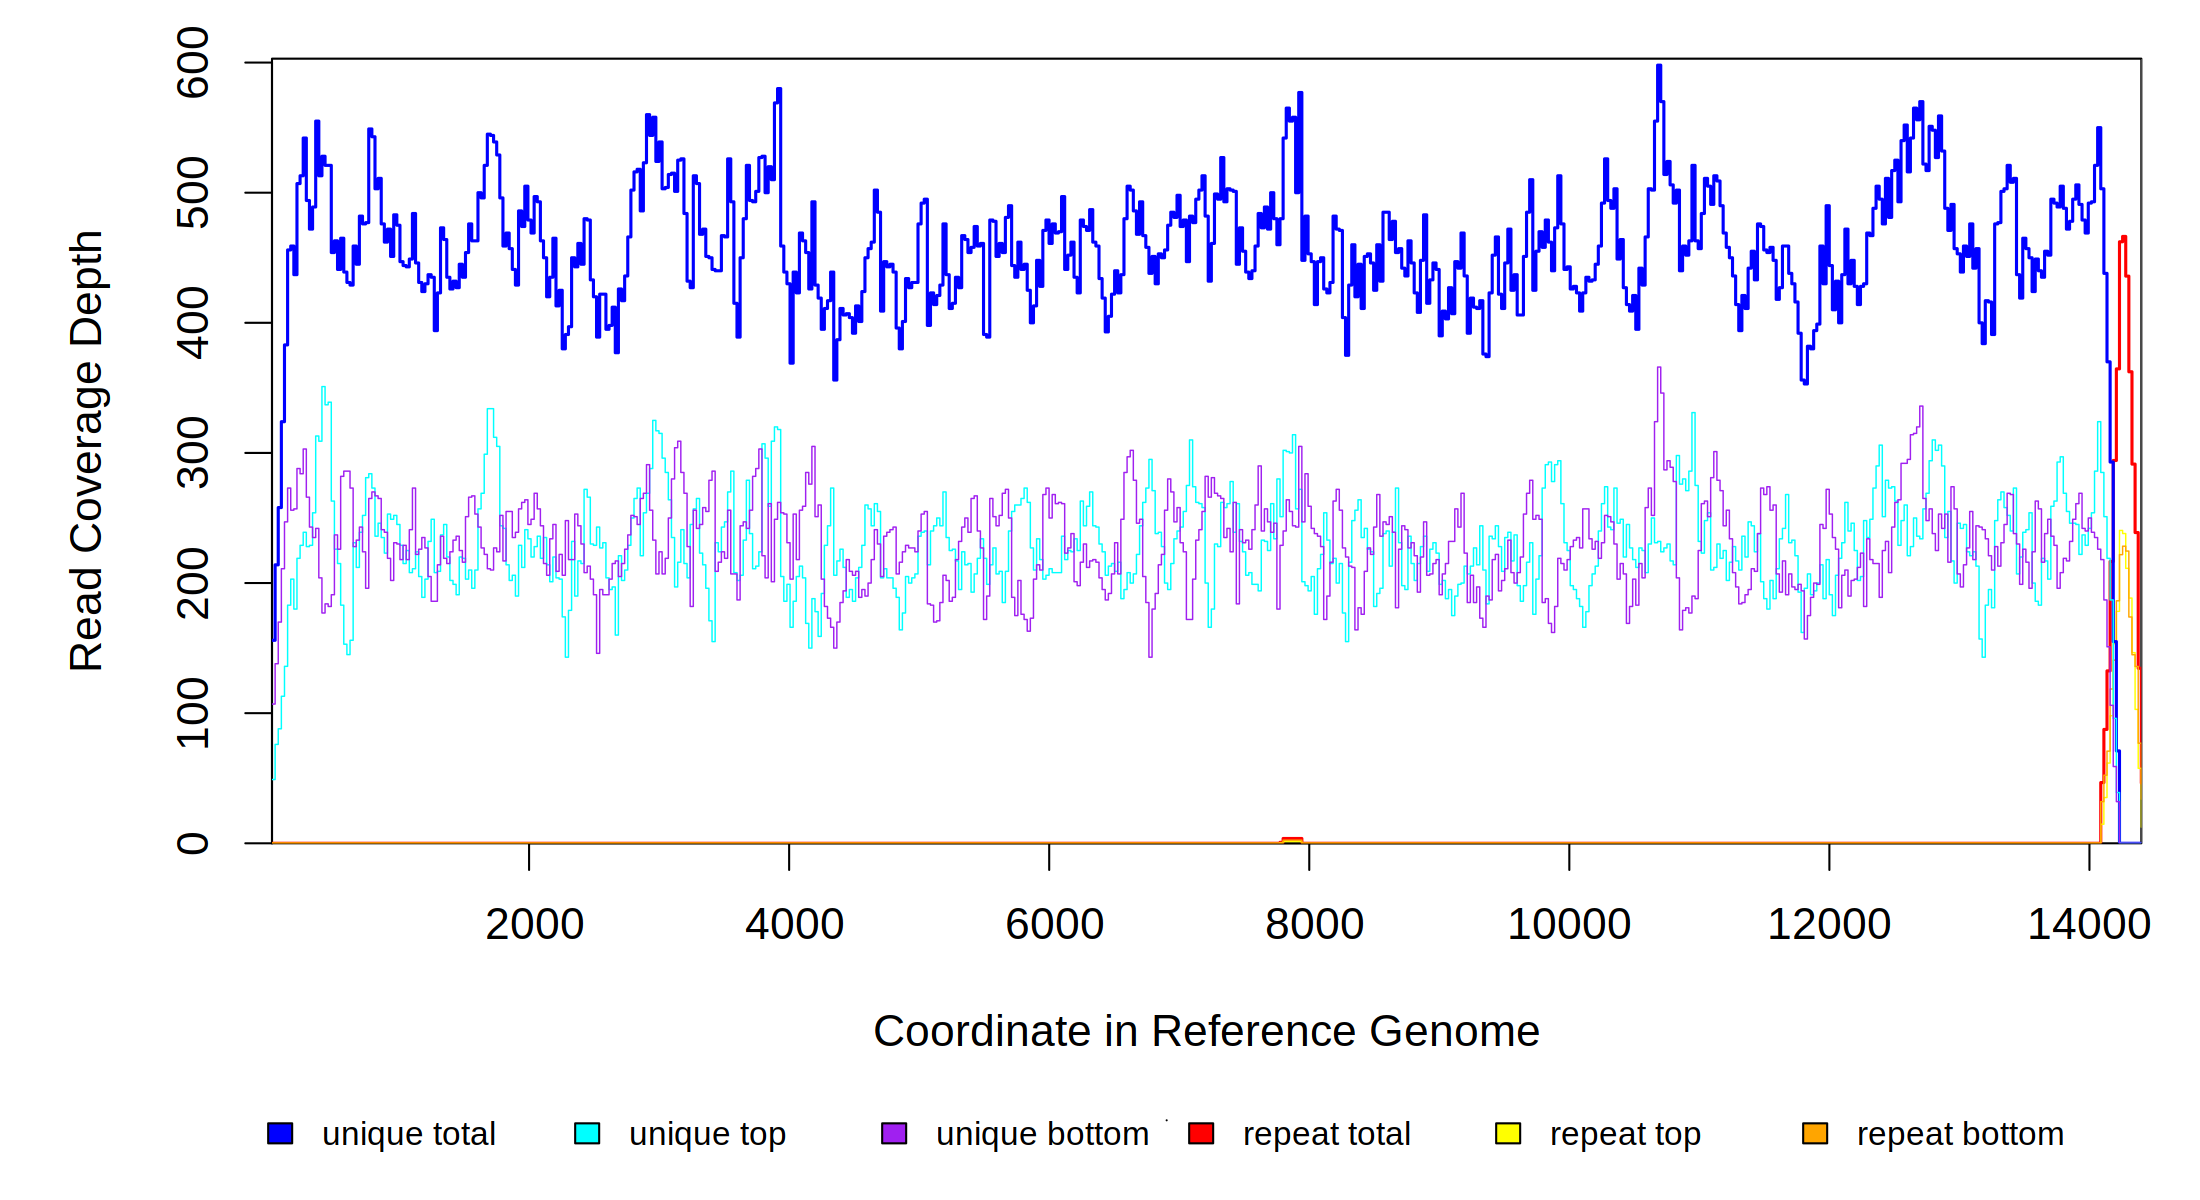 600
500
400
300
200
100
0
Read Coverage Depth
2000 4000 6000 8000 10000 12000 14000
Coordinate in Reference Genome
unique total unique top unique bottom repeat total repeat top repeat bottom